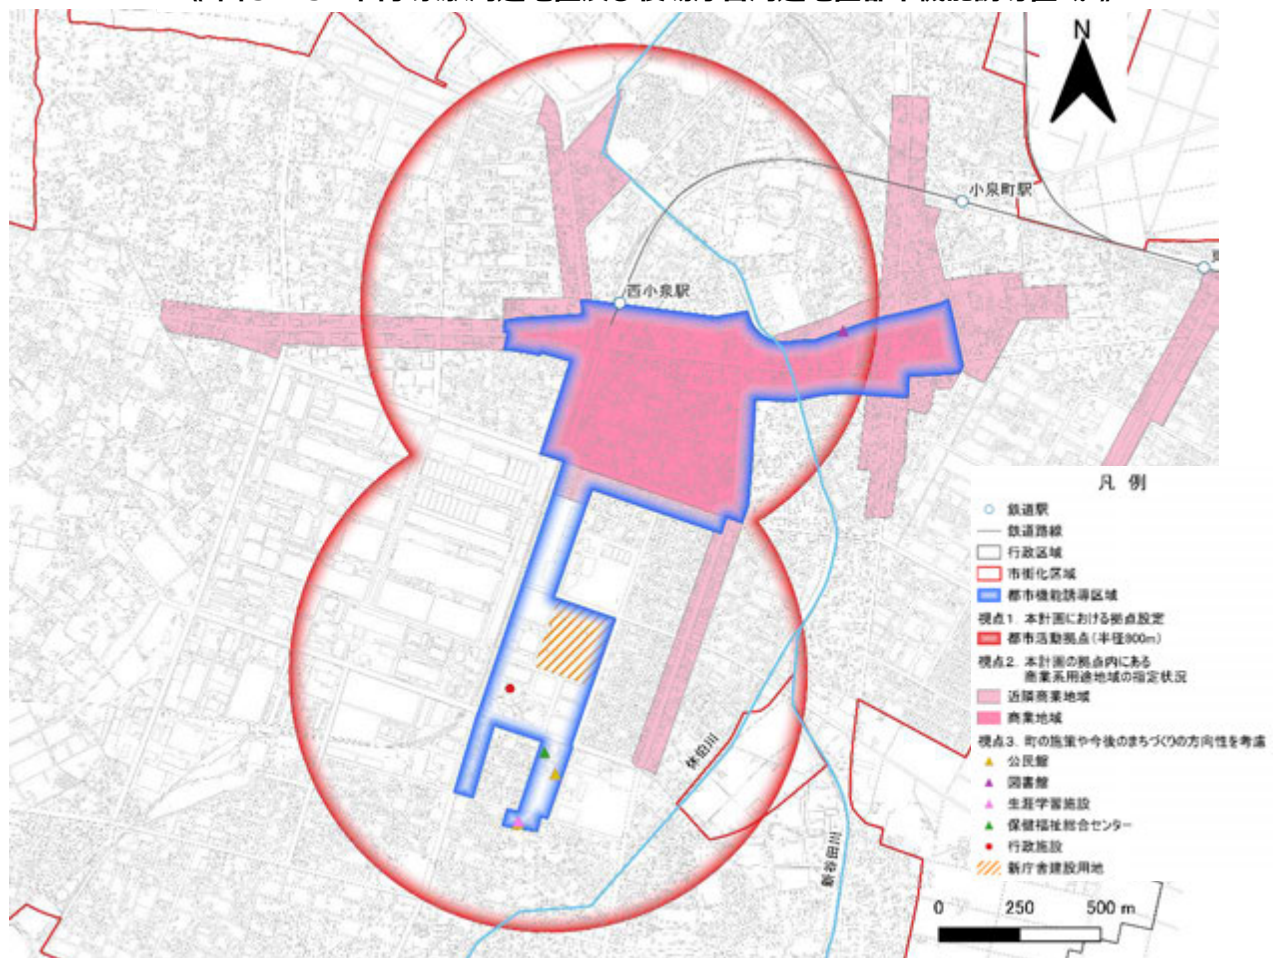 N
小泉町駅
西小泉駅
休泊川
新谷田川
凡 例
鉄道駅
鉄道路線
行政区域
市街化区域
都市機能誘導区域
視点1. 本計画における拠点設定
都市活動拠点(半径800m)
視点2. 本計画の拠点内にある
商業系用途地域の指定状況
近隣商業地域
商業地域
視点3. 町の施策や今後のまちづくりの方向性を考慮
公民館
図書館
生涯学習施設
保健福祉総合センター
行政施設
新庁舎建設用地
0 250 500 m